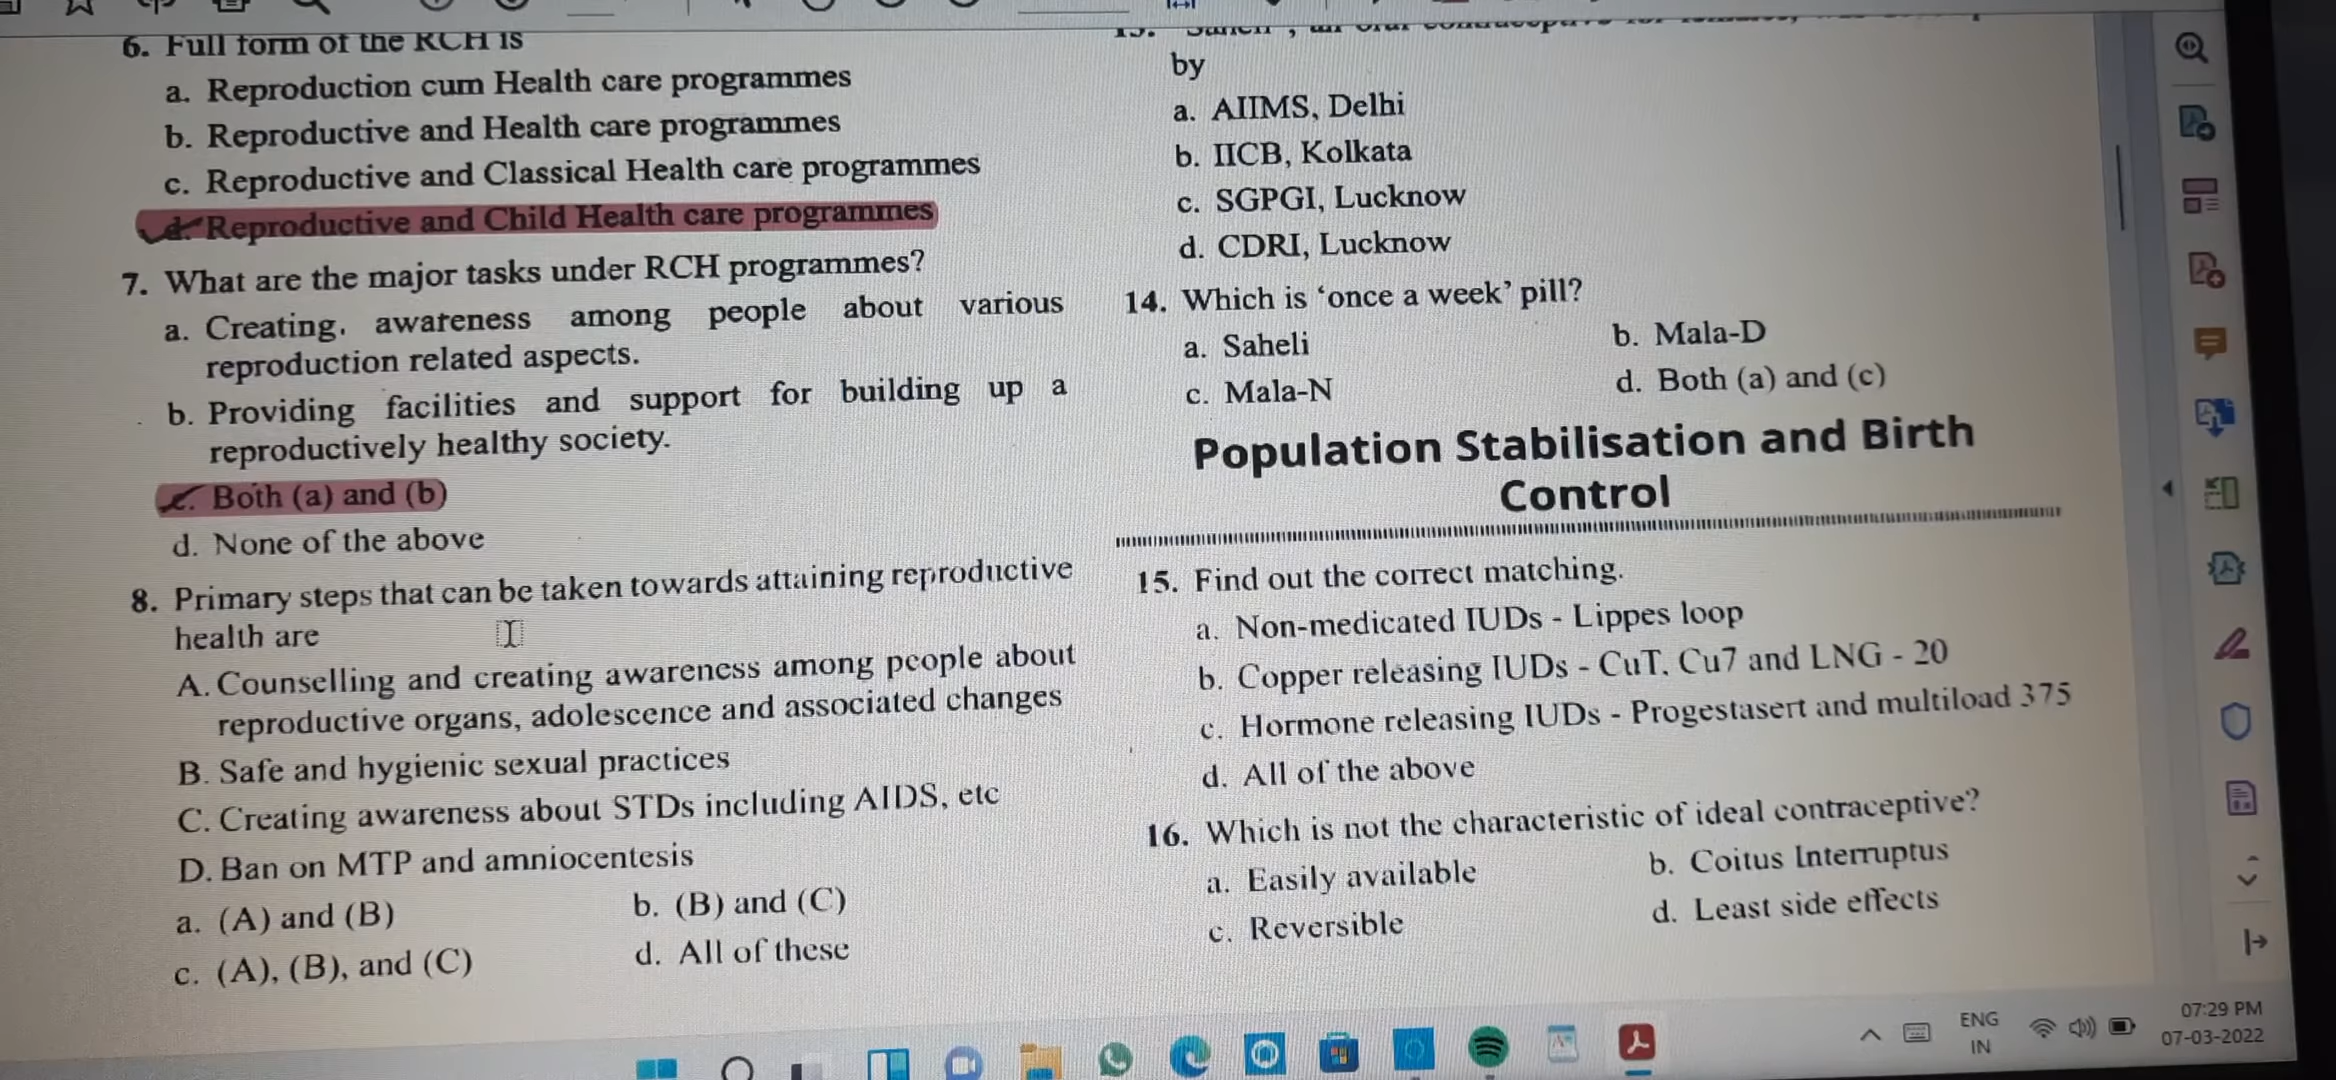 6. Full form of the RCH is
a. Reproduction cum Health care programmes
b. Reproductive and Health care programmes
c. Reproductive and Classical Health care programmes
d. Reproductive and Child Health care programmes
7. What are the major tasks under RCH programmes?
a. Creating. awareness among people about various
reproduction related aspects.
b. Providing facilities and support for building up a
reproductively healthy society.
c. Both (a) and (b)
d. None of the above
8. Primary steps that can be taken towards attaining reproductive
health are
A. Counselling and creating awareness among people about
reproductive organs, adolescence and associated changes
B. Safe and hygienic sexual practices
C. Creating awareness about STDs including AIDS, etc
D. Ban on MTP and amniocentesis
a. (A) and (B)
b. (B) and (C)
c. (A), (B), and (C)
d. All of these
by
a. AIIMS, Delhi
b. IICB, Kolkata
c. SGPGI, Lucknow
d. CDRI, Lucknow
14. Which is ‘once a week’ pill?
a. Saheli
b. Mala-D
c. Mala-N
d. Both (a) and (c)
Population Stabilisation and Birth
Control
15. Find out the correct matching.
a. Non-medicated IUDs - Lippes loop
b. Copper releasing IUDs - CuT, Cu7 and LNG - 20
c. Hormone releasing IUDs - Progestasert and multiload 375
d. All of the above
16. Which is not the characteristic of ideal contraceptive?
a. Easily available
b. Coitus Interruptus
c. Reversible
d. Least side effects
ENG
IN
07:29 PM
07-03-2022